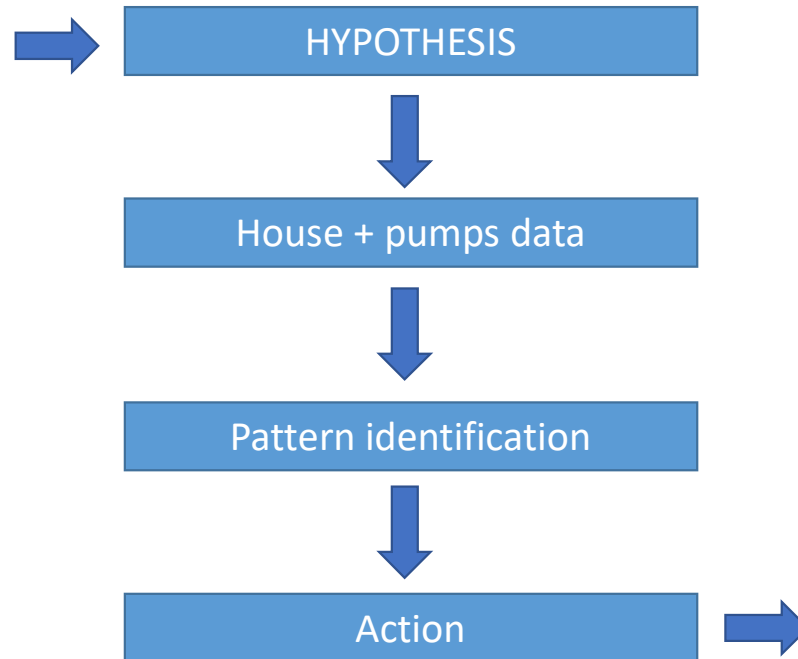 HYPOTHESIS
House + pumps data
Pattern identification
Action